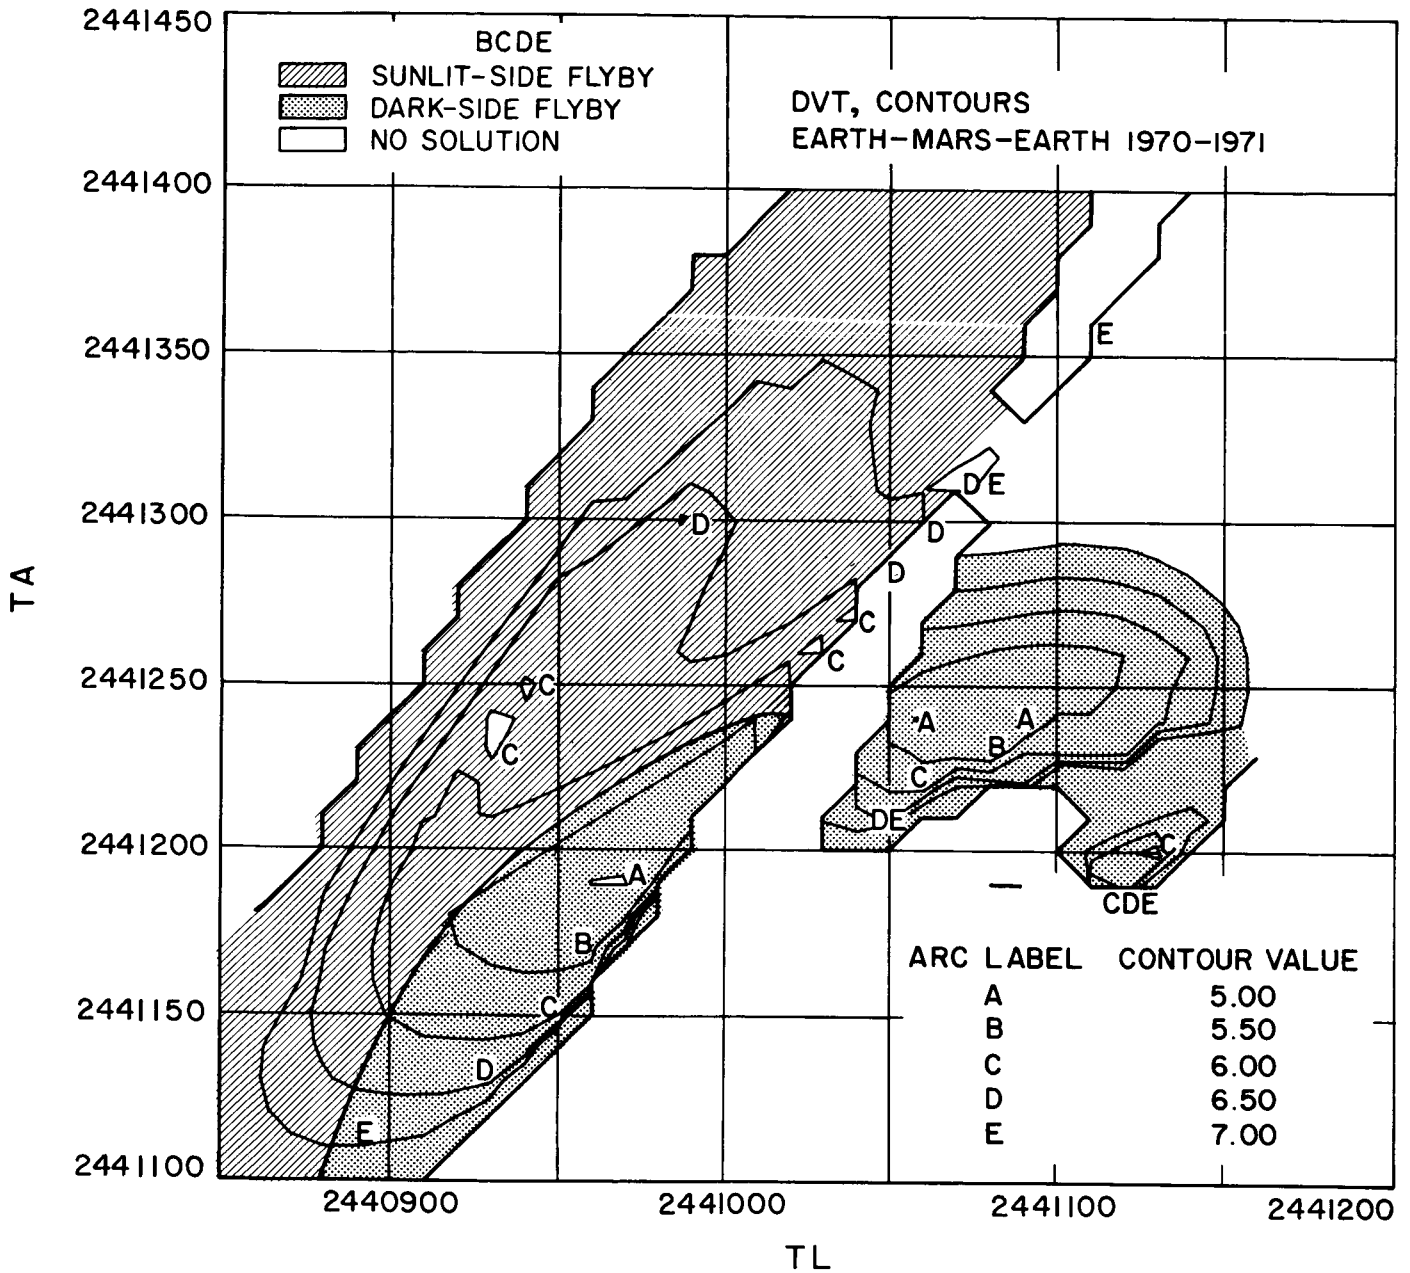 BCDE
SUNLIT-SIDE FLYBY
DARK-SIDE FLYBY
NO SOLUTION
DVT, CONTOURS
EARTH-MARS-EARTH 1970-1971
2441450
2441400
2441350
2441300
2441250
2441200
2441150
2441100
TA
E
D E
D
D
D
C
C
C
C
A
A
B
C
DE
A
C
B
CDE
C
D
E
ARC LABEL CONTOUR VALUE
A 5.00
B 5.50
C 6.00
D 6.50
E 7.00
2440900 2441000 2441100 2441200
TL